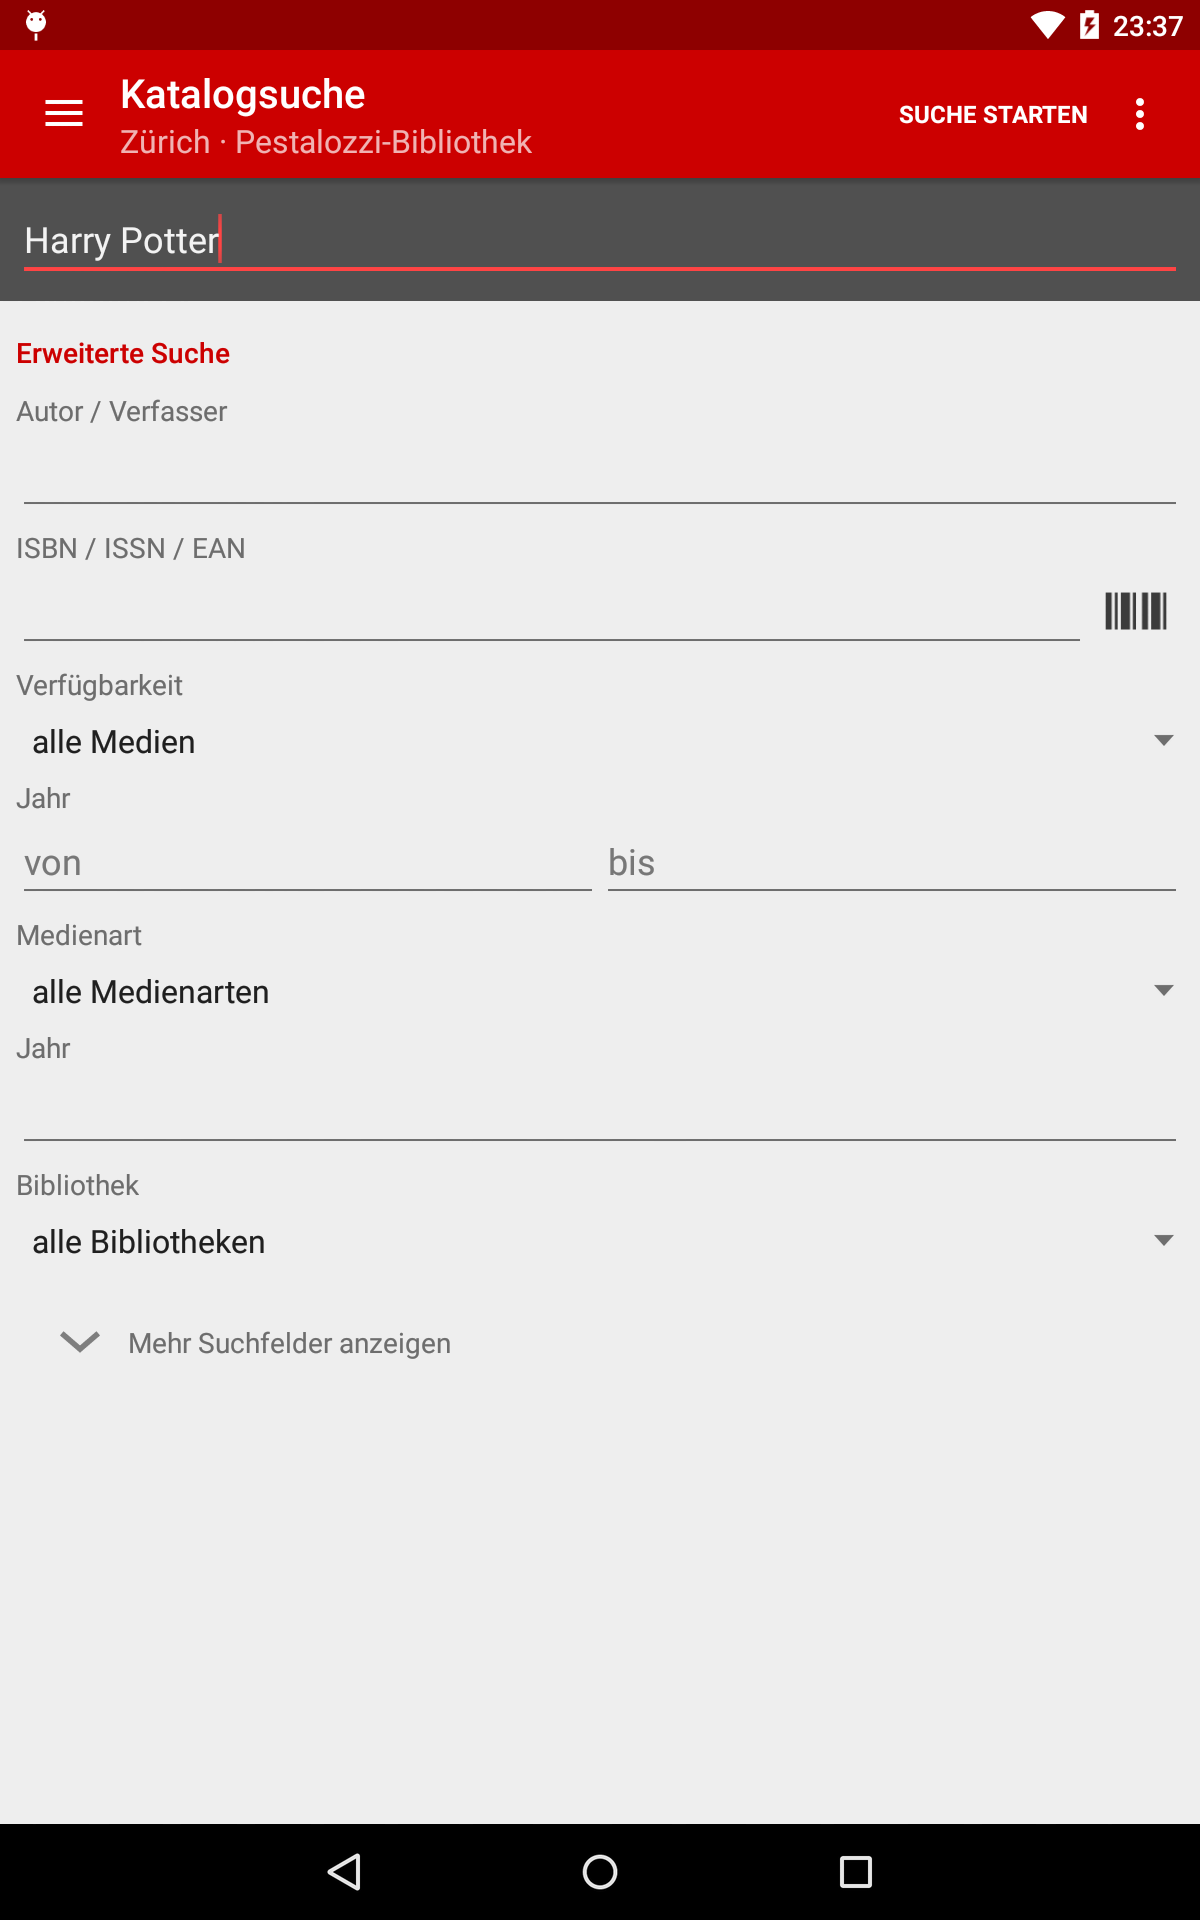 23:37
Katalogsuche
Zürich · Pestalozzi-Bibliothek
SUCHE STARTEN
Harry Potter
Erweiterte Suche
Autor / Verfasser
ISBN / ISSN / EAN
Verfügbarkeit
alle Medien
Jahr
von bis
Medienart
alle Medienarten
Jahr
Bibliothek
alle Bibliotheken
Mehr Suchfelder anzeigen